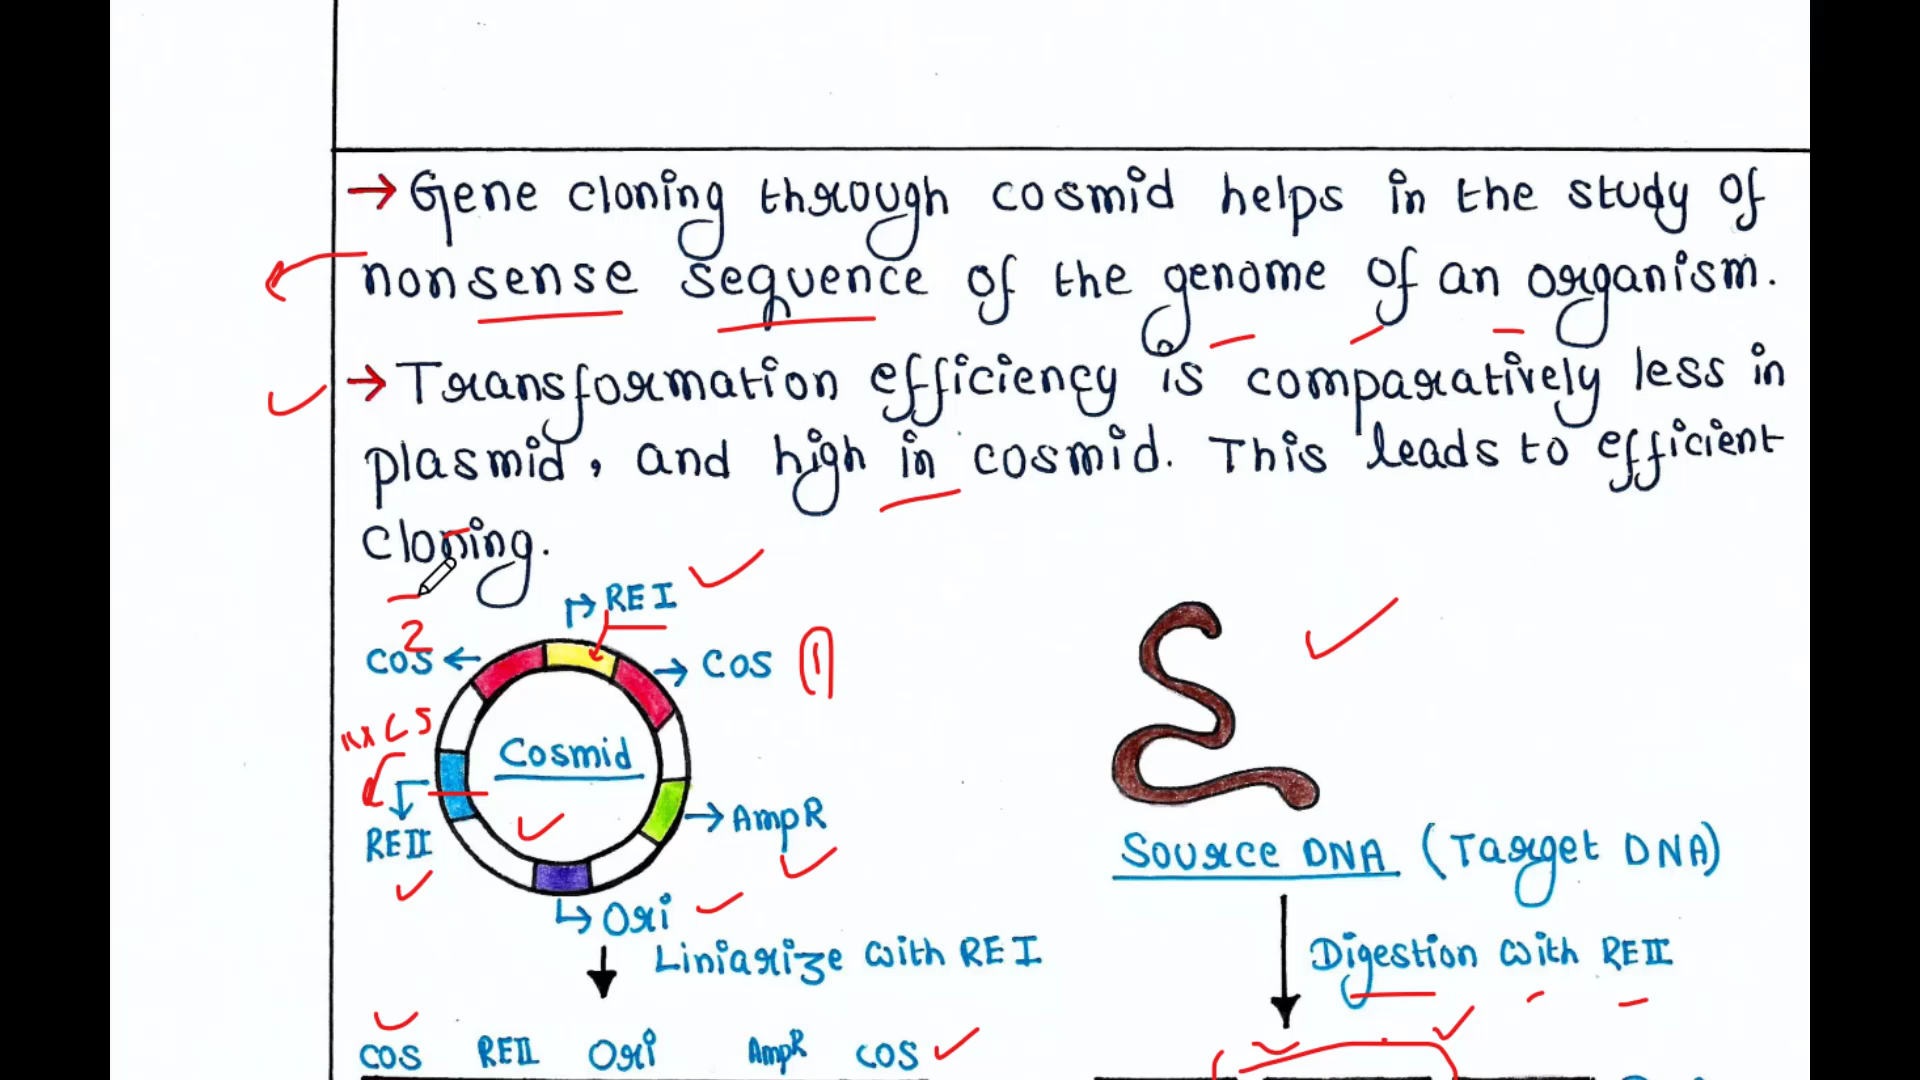 → Gene cloning through cosmid helps in the study of
nonsense sequence of the genome of an organism.
→ Transformation efficiency is comparatively less in
plasmid, and high in cosmid. This leads to efficient
cloning.
RE I
2
COS
COS
1
MCS
Cosmid
RE II
AmpR
Ori
Source DNA (Target DNA)
Liniarize with RE I
Digestion with RE II
COS RE II Ori AmpR COS